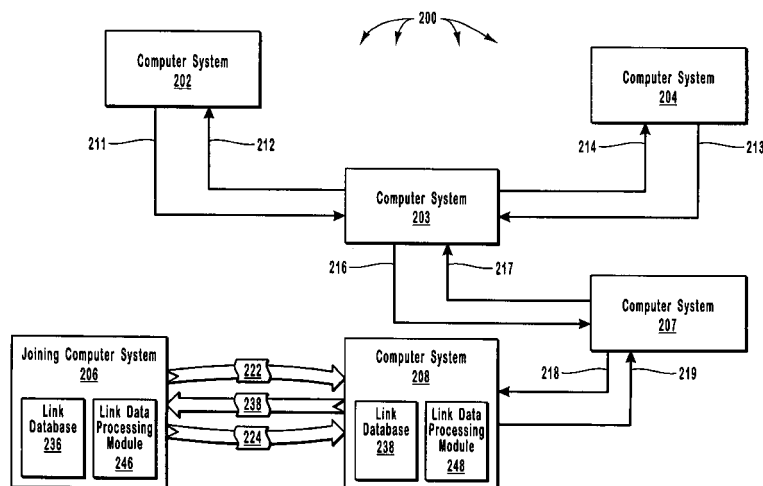 200
Computer System
202
Computer System
204
211
212
214
213
Computer System
203
216
217
Computer System
207
Joining Computer System
206
222
238
224
Computer System
208
218
219
Link
Database
236
Link Data
Processing
Module
246
Link
Database
238
Link Data
Processing
Module
248